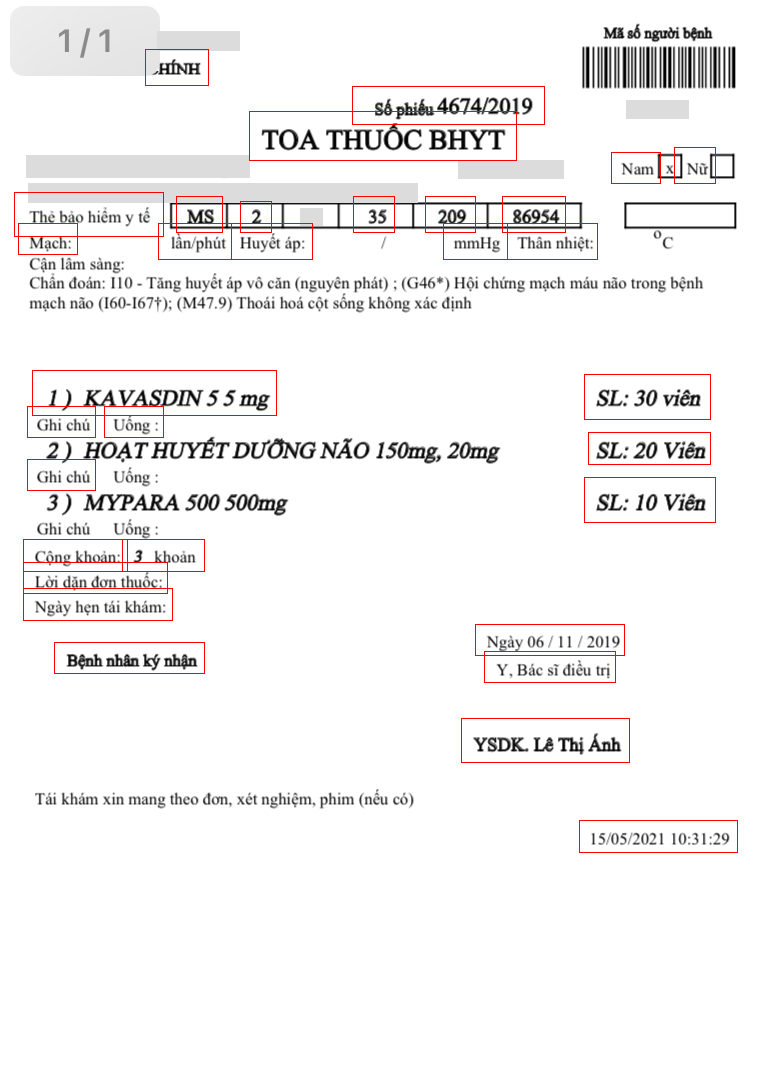 1/1
Mã số người bệnh
HÍNH
Số phiếu 4674/2019
TOA THUỐC BHYT
Nam x Nữ
Thẻ bảo hiểm y tế MS 2 35 209 86954
Mạch: lần/phút Huyết áp: / mmHg Thân nhiệt: °C
Cận lâm sàng:
Chẩn đoán: I10 - Tăng huyết áp vô căn (nguyên phát) ; (G46*) Hội chứng mạch máu não trong bệnh
mạch não (I60-I67†); (M47.9) Thoái hoá cột sống không xác định
1 ) KAVASDIN 5 5 mg SL: 30 viên
Ghi chú Uống :
2 ) HOẠT HUYẾT DƯỠNG NÃO 150mg, 20mg SL: 20 Viên
Ghi chú Uống :
3 ) MYPARA 500 500mg SL: 10 Viên
Ghi chú Uống :
Cộng khoản: 3 khoản
Lời dặn đơn thuốc:
Ngày hẹn tái khám:
Ngày 06 / 11 / 2019
Bệnh nhân ký nhận
Y, Bác sĩ điều trị
YSDK. Lê Thị Ánh
Tái khám xin mang theo đơn, xét nghiệm, phim (nếu có)
15/05/2021 10:31:29